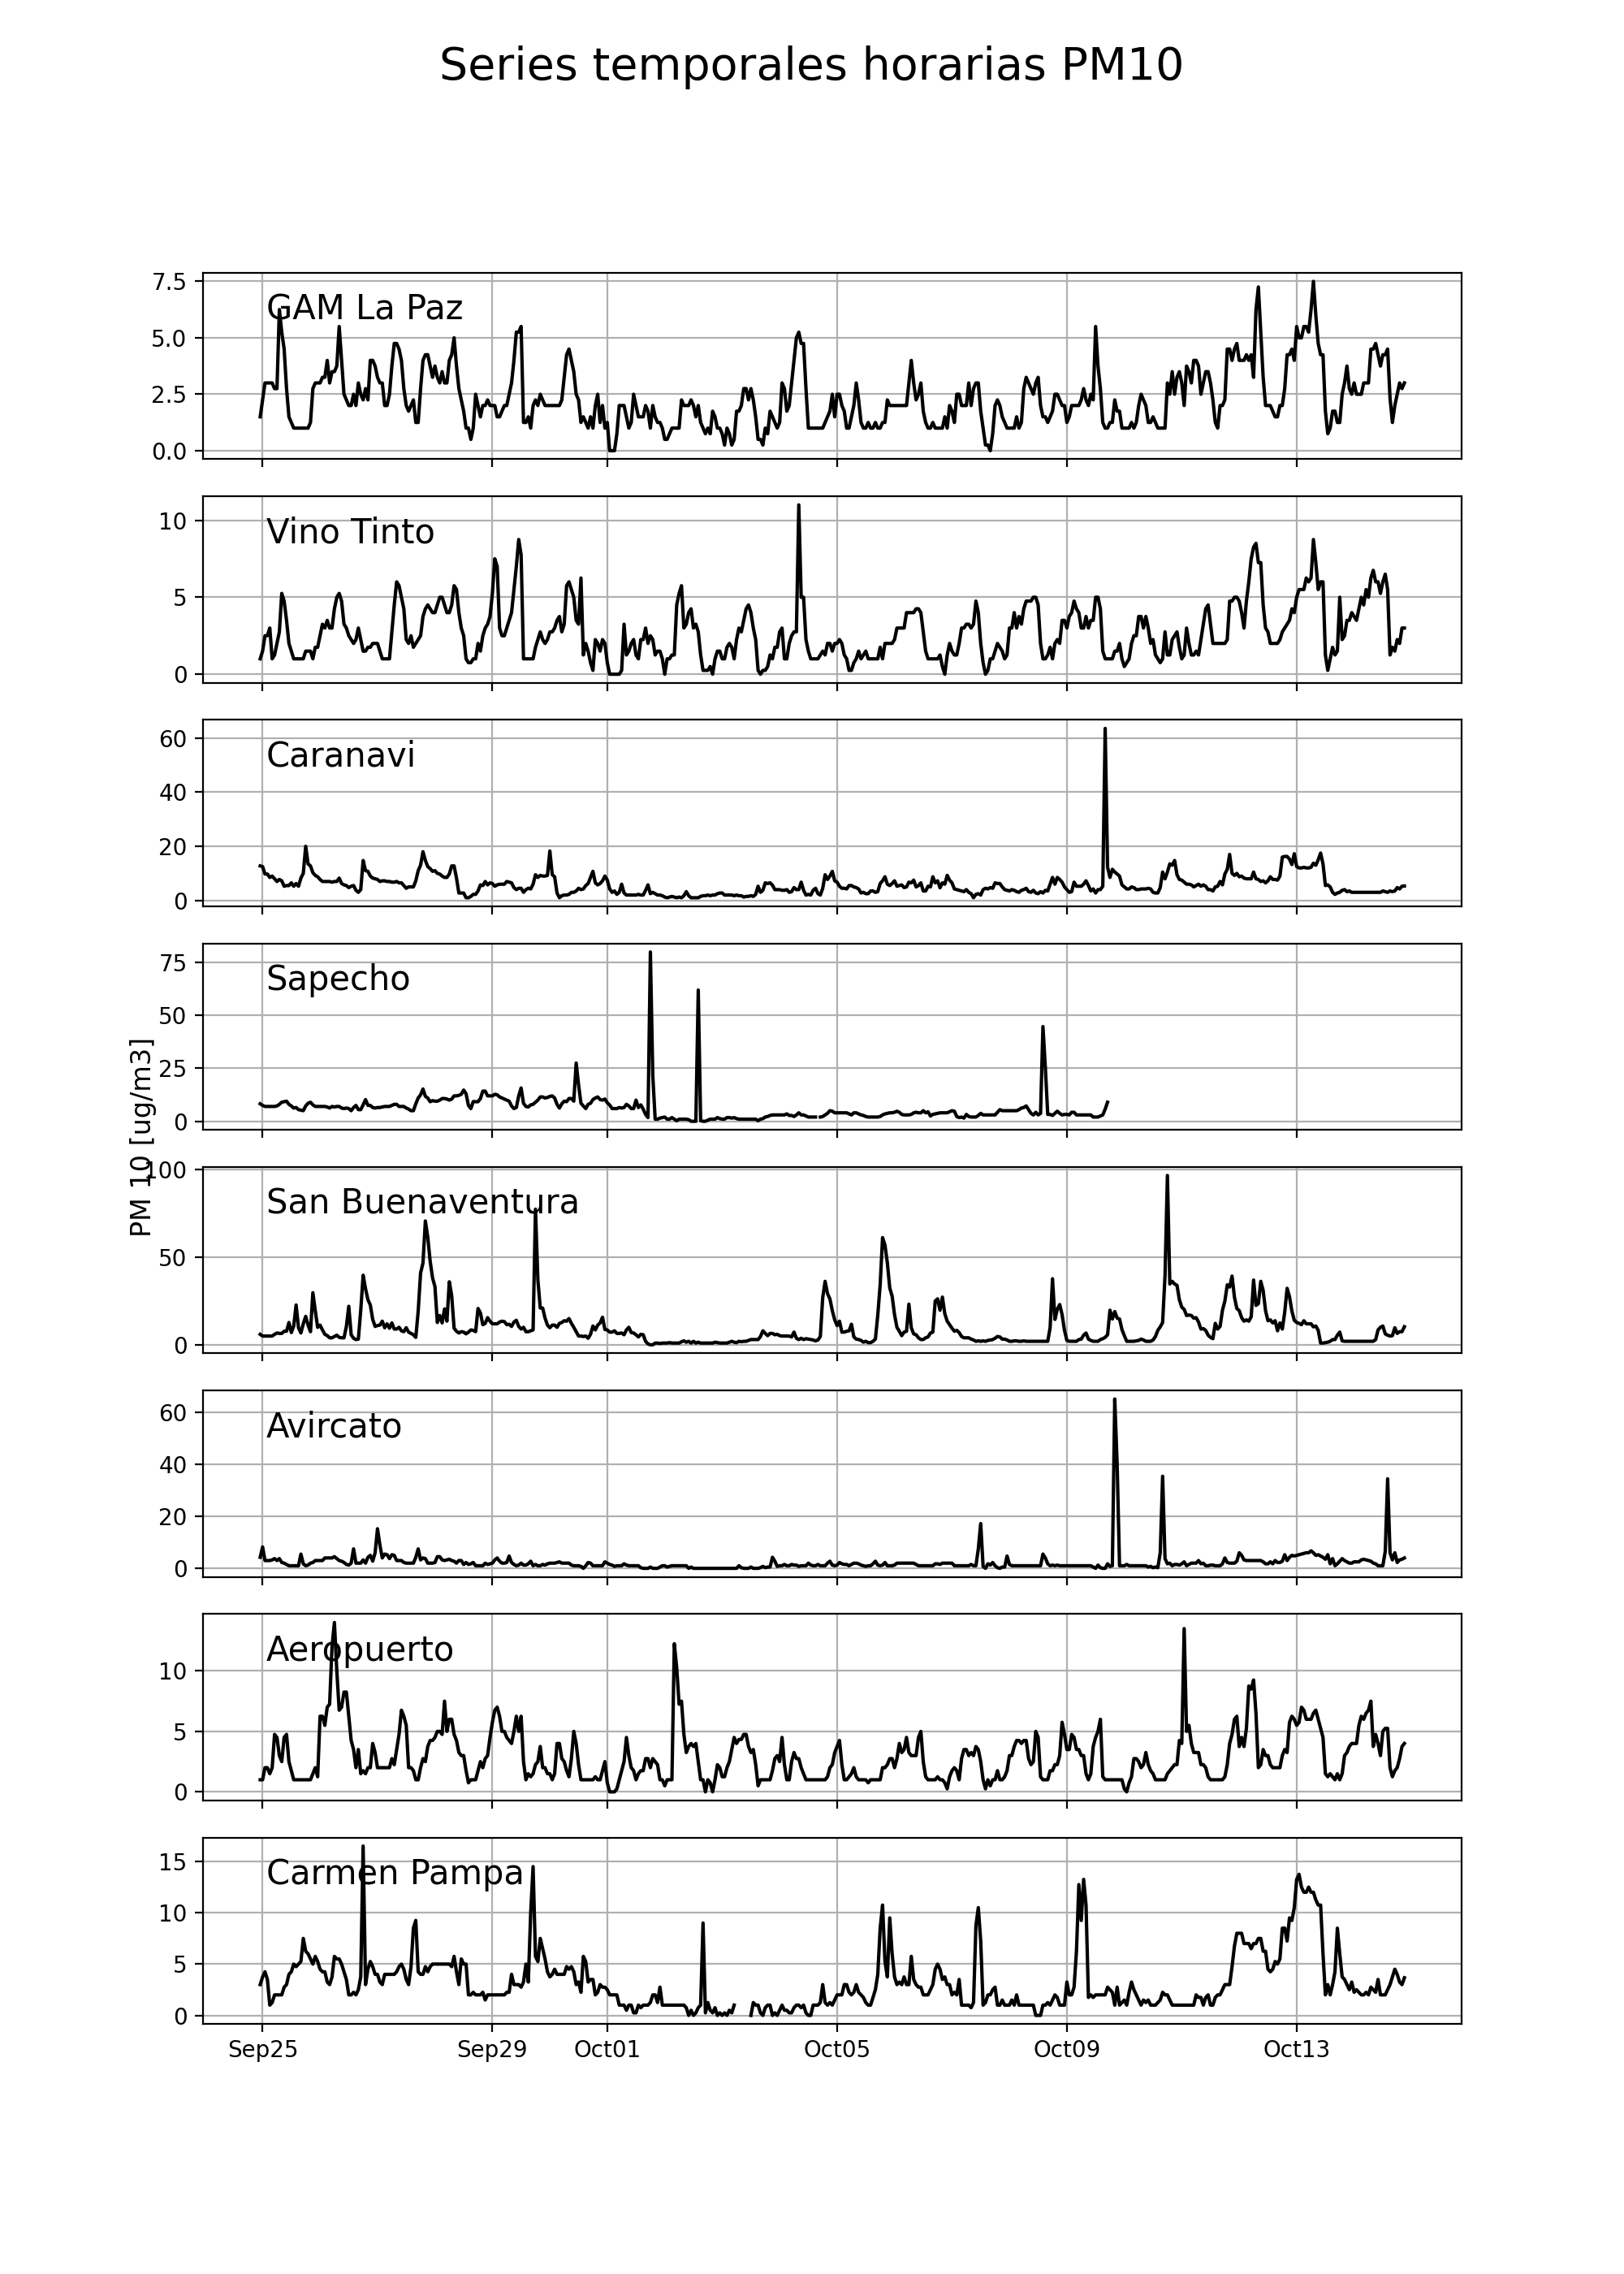 Series temporales horarias PM10
GAM La Paz
7.5
5.0
2.5
0.0
Vino Tinto
10
5
0
Caranavi
60
40
20
0
Sapecho
75
50
25
0
PM 10 [ug/m3]
San Buenaventura
100
50
0
Avircato
60
40
20
0
Aeropuerto
10
5
0
Carmen Pampa
15
10
5
0
Sep25 Sep29 Oct01 Oct05 Oct09 Oct13